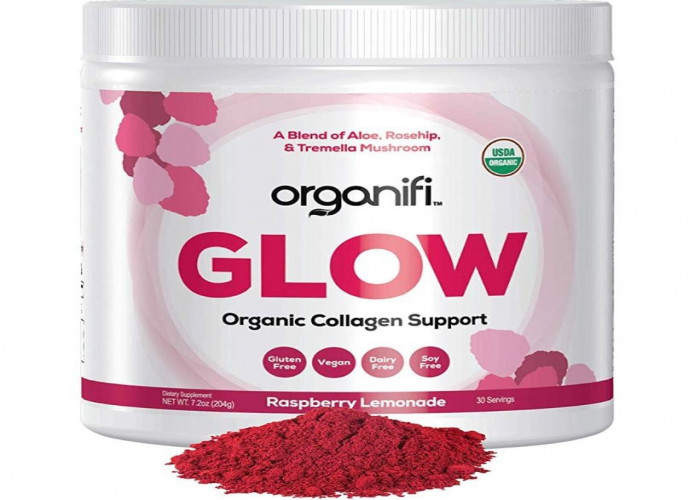 A Blend of Aloe, Rosehip,
& Tremella Mushroom
USDA
ORGANIC
organifi™
GLOW
Organic Collagen Support
Gluten
Free
Vegan
Dairy
Free
Soy
Free
Dietary Supplement
NET WT. 7.2oz (204g)
Raspberry Lemonade
30 Servings